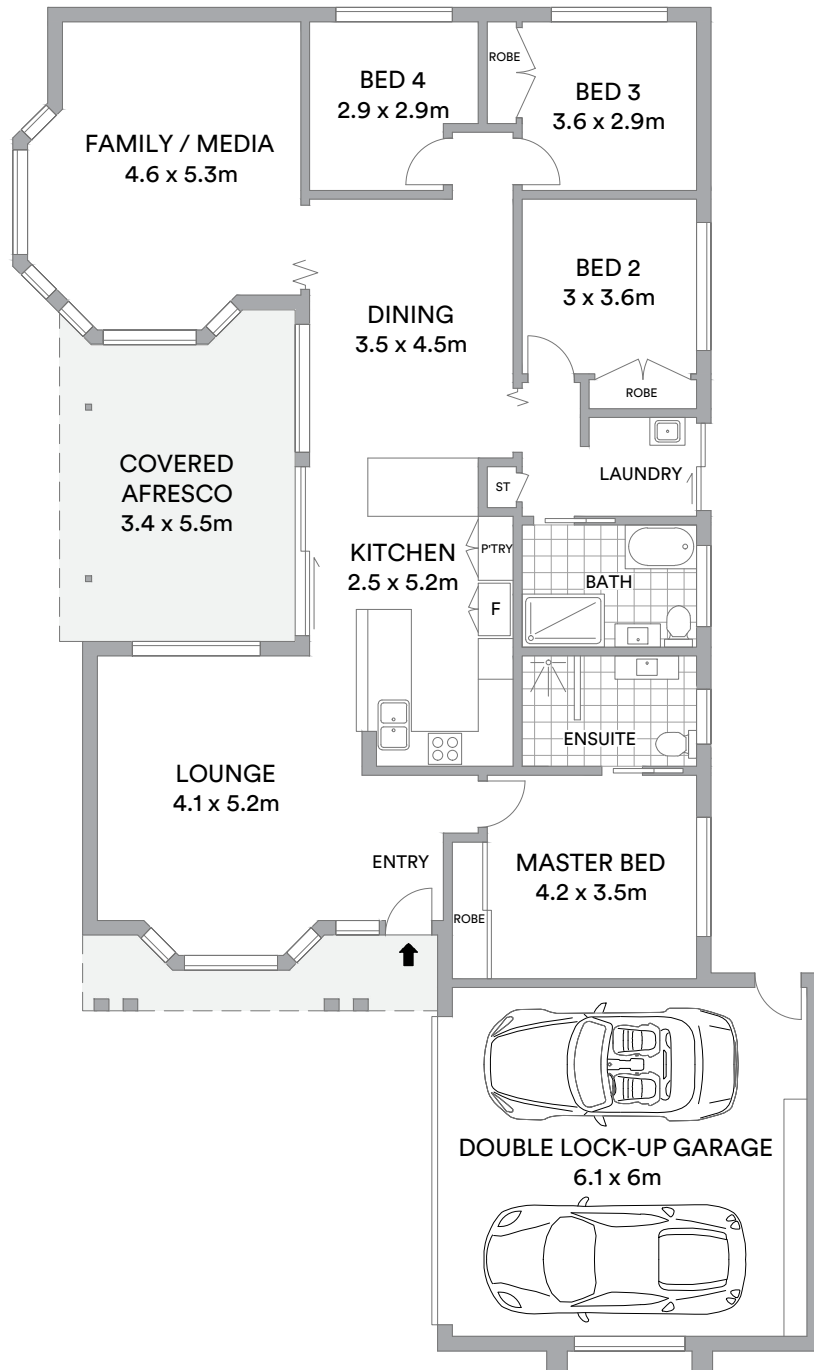 BED 4
2.9 x 2.9m
ROBE
BED 3
3.6 x 2.9m
FAMILY / MEDIA
4.6 x 5.3m
BED 2
3 x 3.6m
DINING
3.5 x 4.5m
ROBE
COVERED
AFRESCO
3.4 x 5.5m
LAUNDRY
ST
KITCHEN
2.5 x 5.2m
P'TRY
F
BATH
ENSUITE
LOUNGE
4.1 x 5.2m
ENTRY
MASTER BED
4.2 x 3.5m
ROBE
DOUBLE LOCK-UP GARAGE
6.1 x 6m